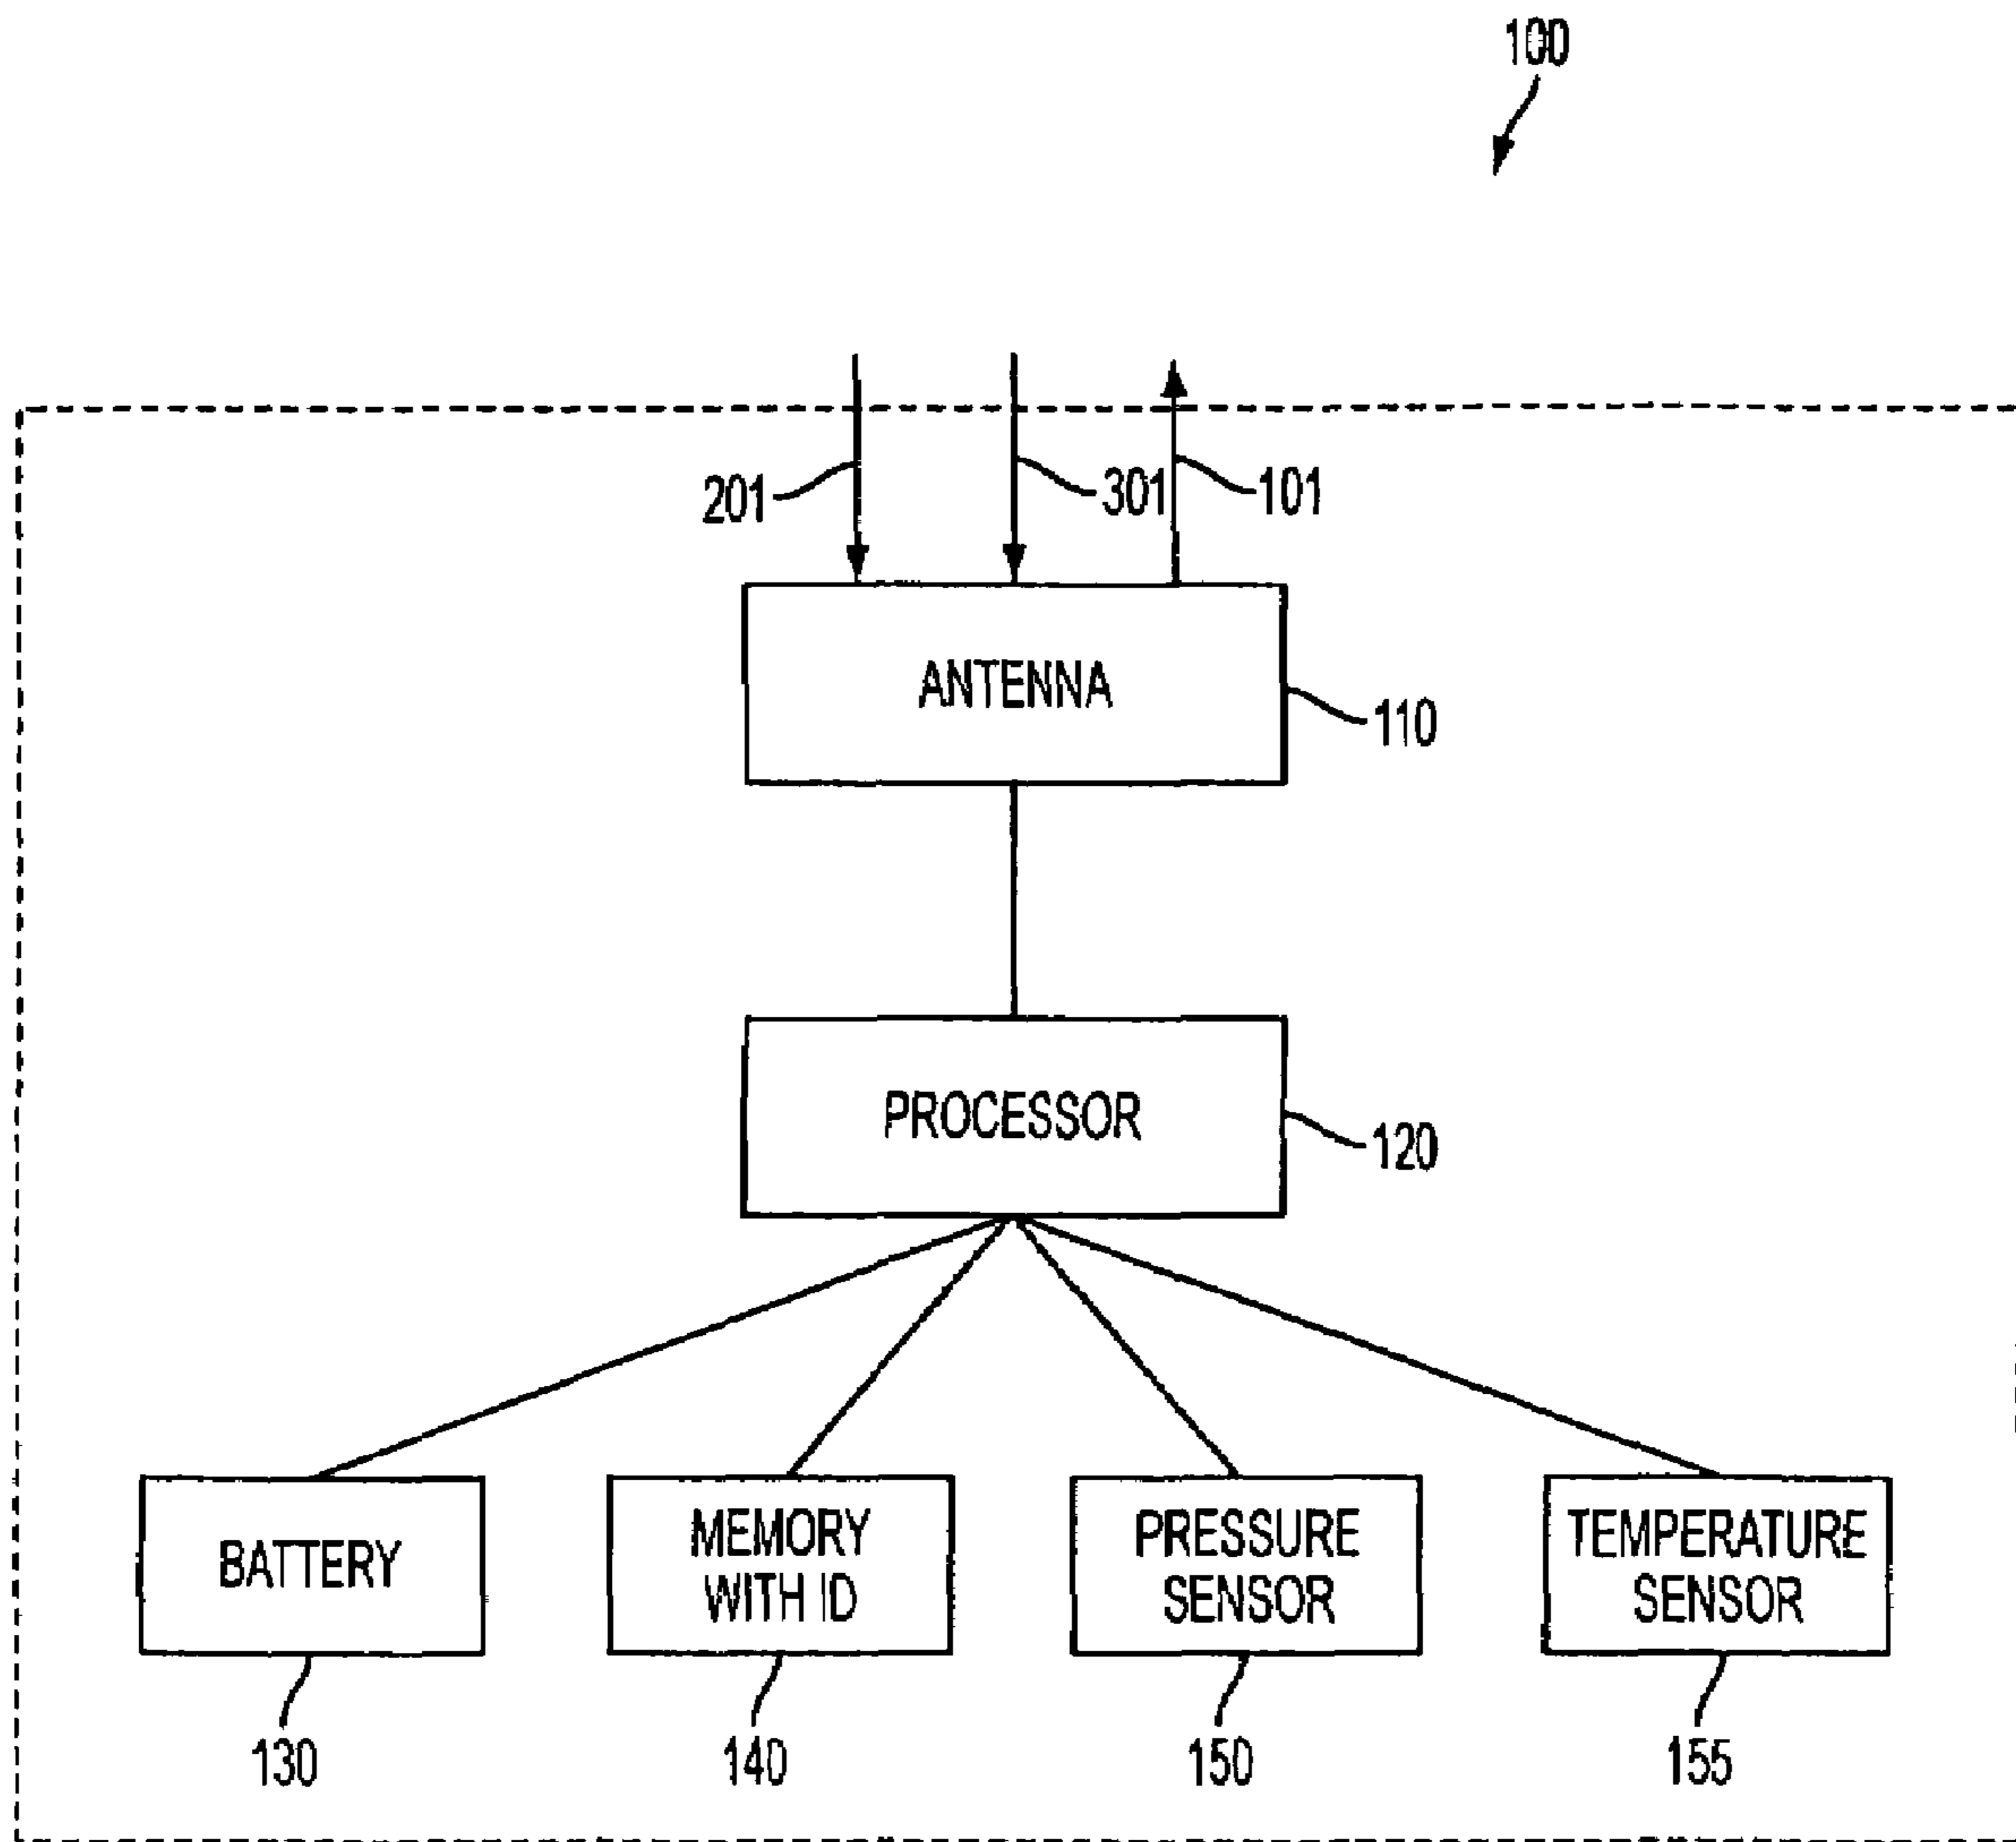 100
201
301
101
ANTENNA
110
PROCESSOR
120
BATTERY
MEMORY
WITH ID
PRESSURE
SENSOR
TEMPERATURE
SENSOR
130
140
150
155